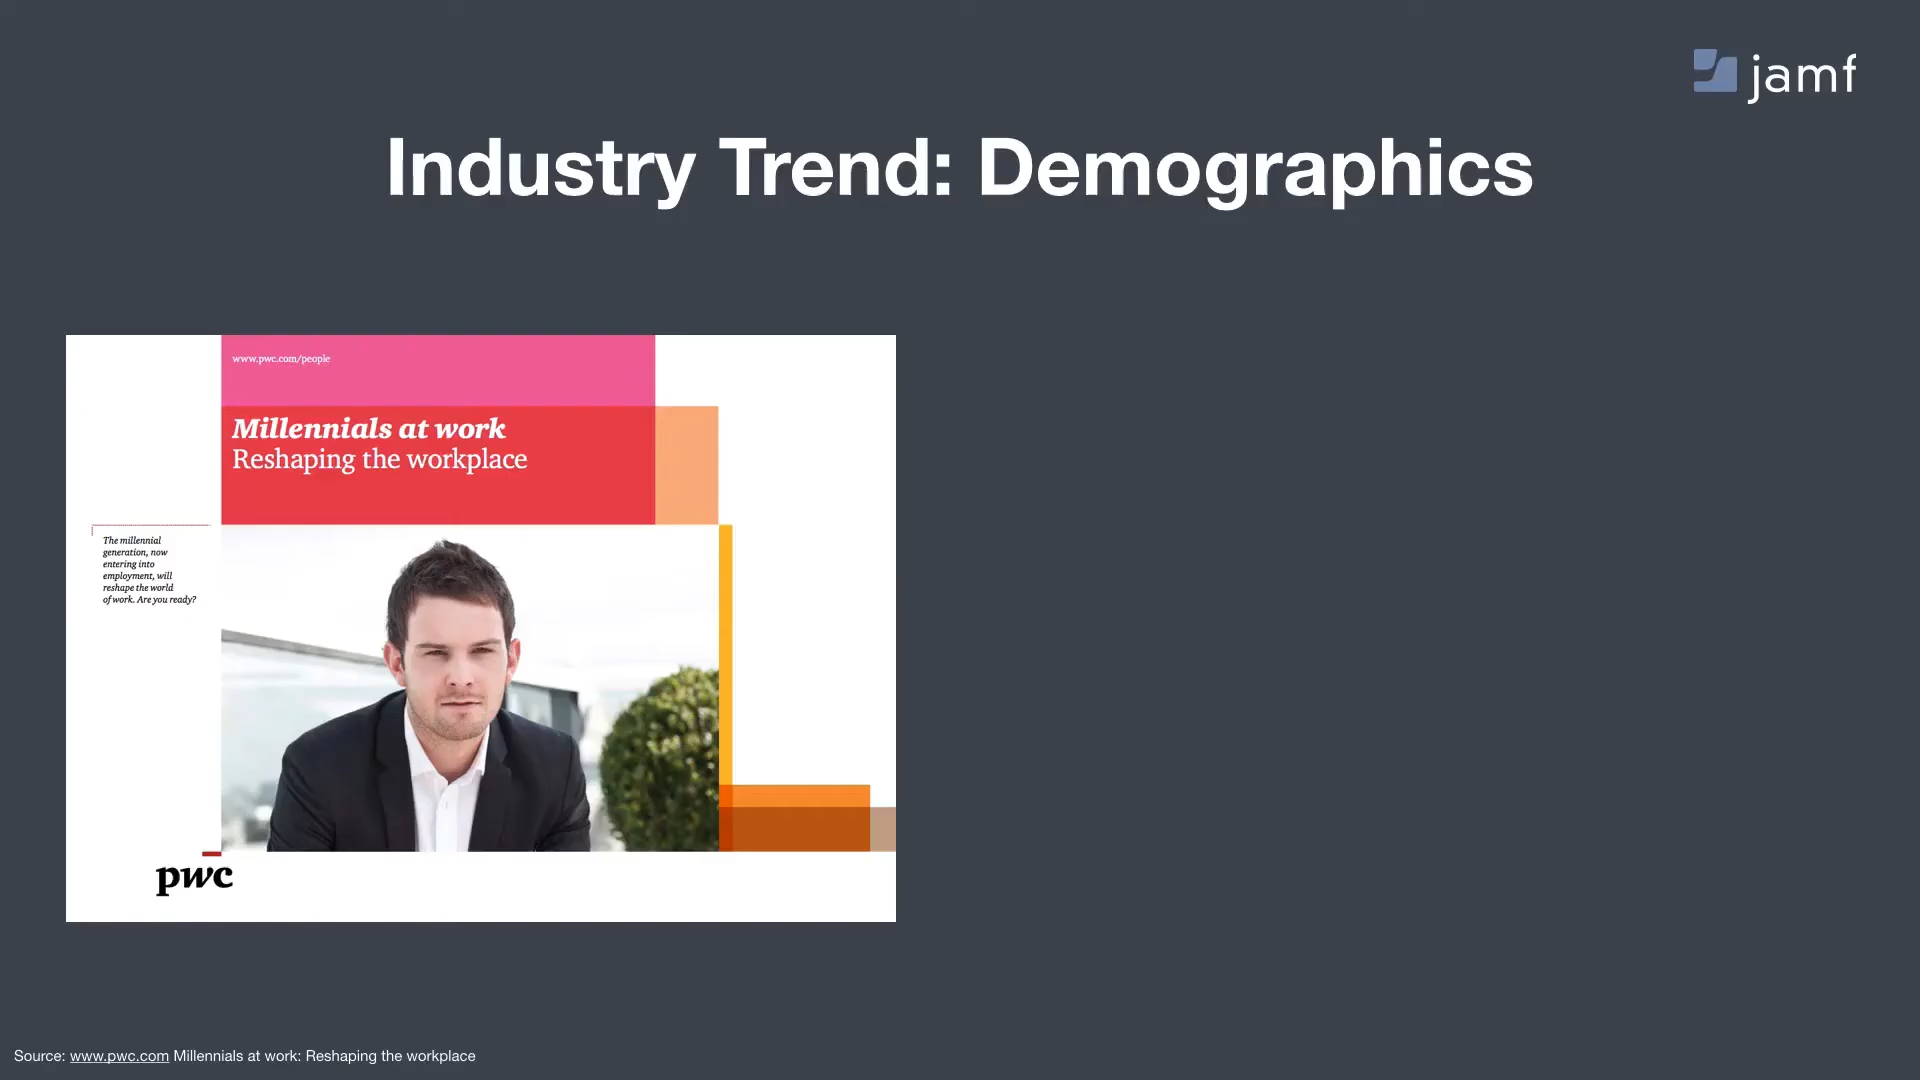 jamf
Industry Trend: Demographics
www.pwc.com/people
Millennials at work
Reshaping the workplace
The millennial
generation, now
entering into
employment, will
reshape the world
of work. Are you ready?
pwc
Source: www.pwc.com Millennials at work: Reshaping the workplace